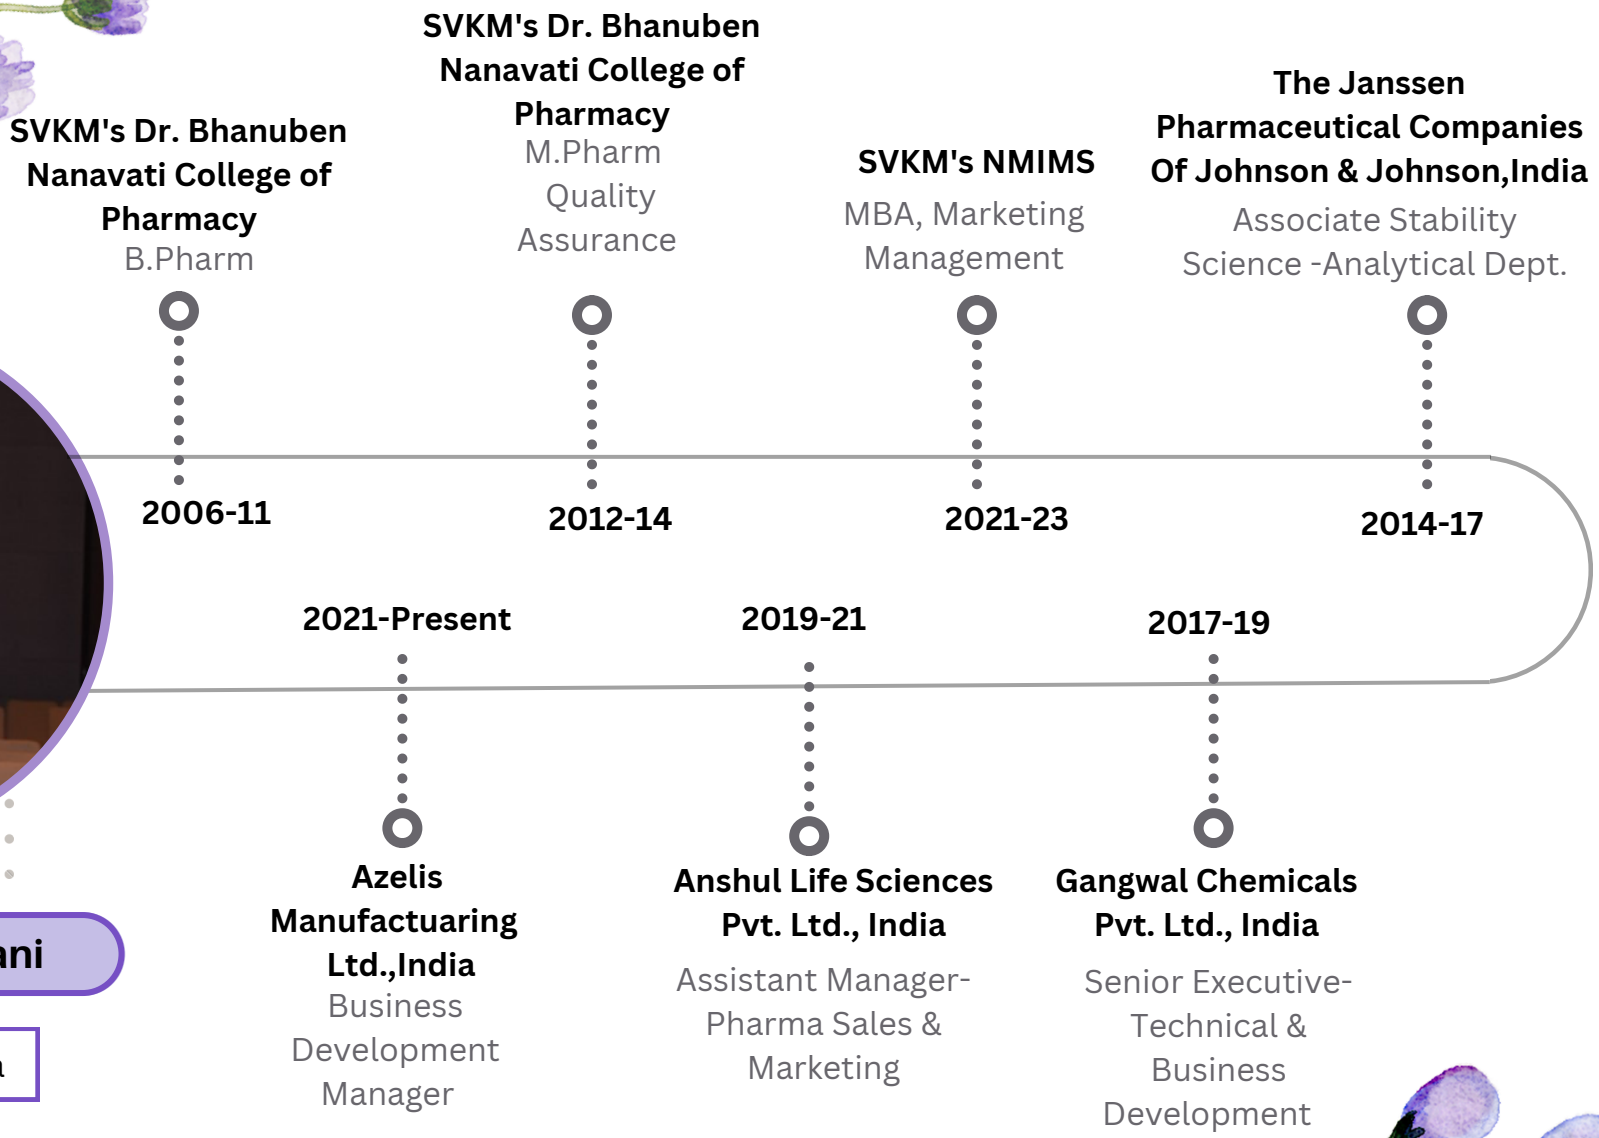 SVKM's Dr. Bhanuben
Nanavati College of
Pharmacy
B.Pharm
2006-11
SVKM's Dr. Bhanuben
Nanavati College of
Pharmacy
M.Pharm
Quality
Assurance
2012-14
SVKM's NMIMS
MBA, Marketing
Management
2021-23
The Janssen
Pharmaceutical Companies
Of Johnson & Johnson,India
Associate Stability
Science -Analytical Dept.
2014-17
2021-Present
Azelis
Manufactuaring
Ltd.,India
Business
Development
Manager
2019-21
Anshul Life Sciences
Pvt. Ltd., India
Assistant Manager-
Pharma Sales &
Marketing
2017-19
Gangwal Chemicals
Pvt. Ltd., India
Senior Executive-
Technical &
Business
Development